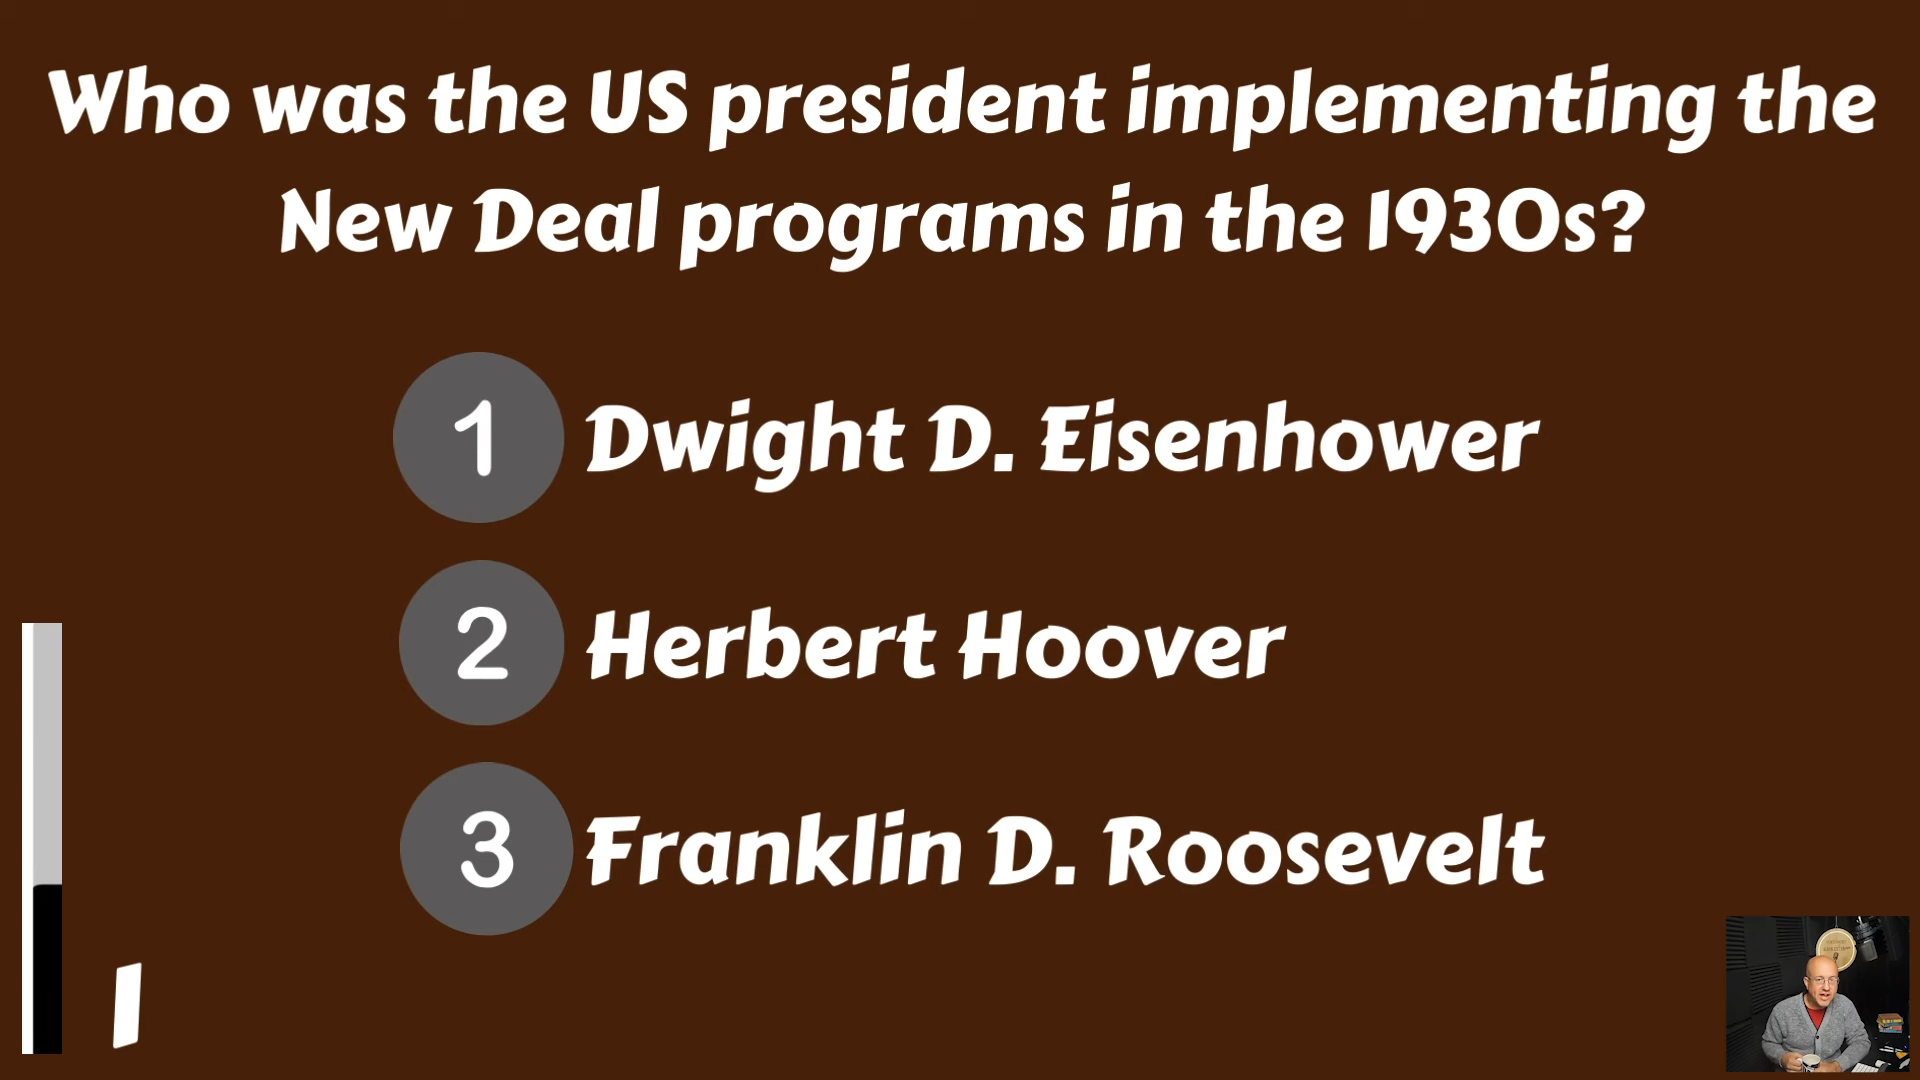 Who was the US president implementing the
New Deal programs in the 1930s?
1 Dwight D. Eisenhower
2 Herbert Hoover
3 Franklin D. Roosevelt
1